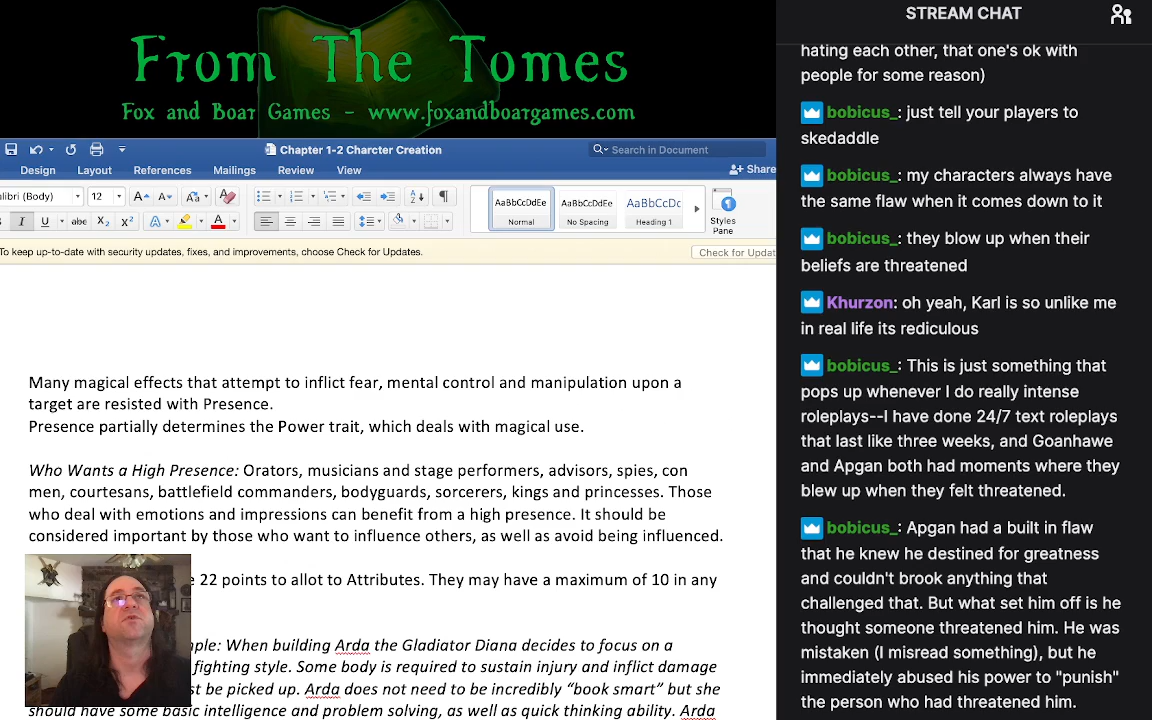 From The Tomes
Fox and Boar Games - www.foxandboargames.com
Chapter 1-2 Charcter Creation
Search in Document
Design Layout References Mailings Review View
Share
alibri (Body) 12
AaBbCcDdEe AaBbCcDdEe AaBbCcDc
Normal No Spacing Heading 1
Styles
Pane
To keep up-to-date with security updates, fixes, and improvements, choose Check for Updates.
Check for Updat
Many magical effects that attempt to inflict fear, mental control and manipulation upon a
target are resisted with Presence.
Presence partially determines the Power trait, which deals with magical use.
Who Wants a High Presence: Orators, musicians and stage performers, advisors, spies, con
men, courtesans, battlefield commanders, bodyguards, sorcerers, kings and princesses. Those
who deal with emotions and impressions can benefit from a high presence. It should be
considered important by those who want to influence others, as well as avoid being influenced.
e 22 points to allot to Attributes. They may have a maximum of 10 in any
nple: When building Arda the Gladiator Diana decides to focus on a
fighting style. Some body is required to sustain injury and inflict damage
st be picked up. Arda does not need to be incredibly “book smart” but she
should have some basic intelligence and problem solving, as well as quick thinking ability. Arda
STREAM CHAT
hating each other, that one's ok with
people for some reason)
bobicus_: just tell your players to
skedaddle
bobicus_: my characters always have
the same flaw when it comes down to it
bobicus_: they blow up when their
beliefs are threatened
Khurzon: oh yeah, Karl is so unlike me
in real life its rediculous
bobicus_: This is just something that
pops up whenever I do really intense
roleplays--I have done 24/7 text roleplays
that last like three weeks, and Goanhawe
and Apgan both had moments where they
blew up when they felt threatened.
bobicus_: Apgan had a built in flaw
that he knew he destined for greatness
and couldn't brook anything that
challenged that. But what set him off is he
thought someone threatened him. He was
mistaken (I misread something), but he
immediately abused his power to "punish"
the person who had threatened him.